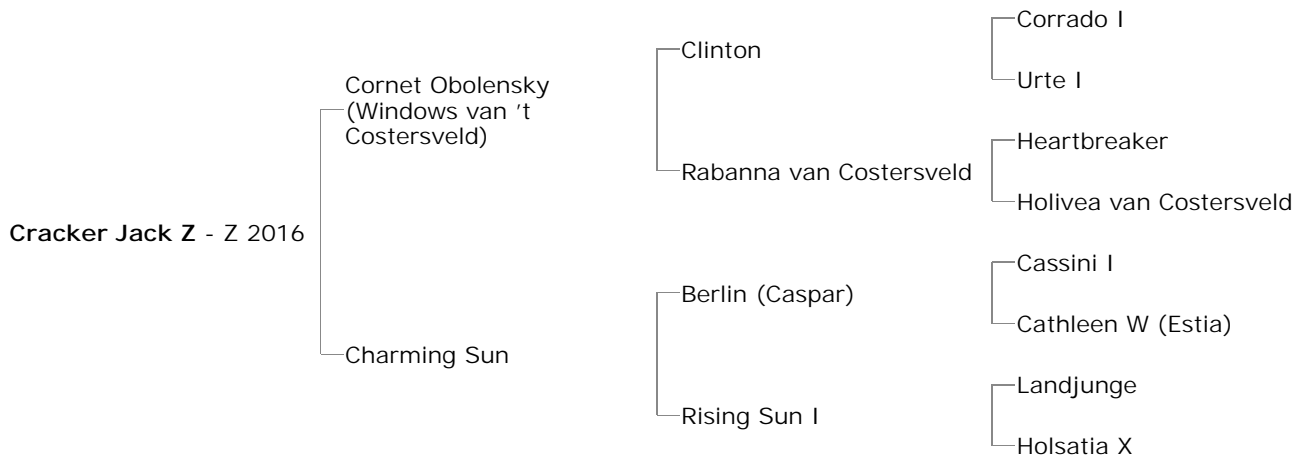 Corrado I
Clinton
Urte I
Cornet Obolensky
(Windows van 't
Costersveld)
Heartbreaker
Rabanna van Costersveld
Holivea van Costersveld
Cracker Jack Z - Z 2016
Cassini I
Berlin (Caspar)
Cathleen W (Estia)
Charming Sun
Landjunge
Rising Sun I
Holsatia X